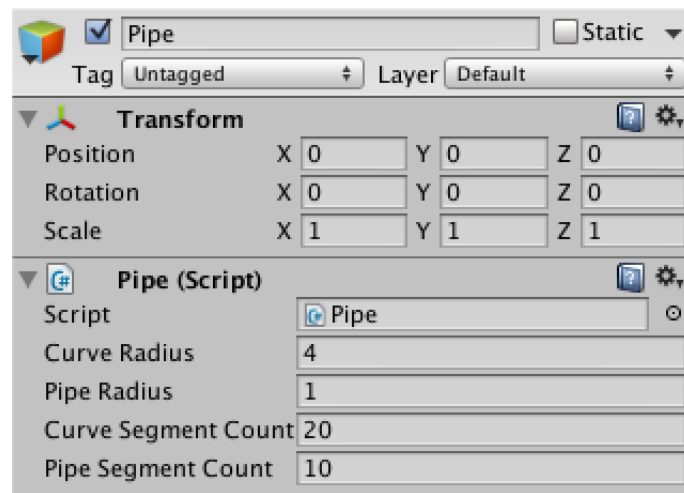 Pipe Static
Tag Untagged Layer Default
Transform
Position X 0 Y 0 Z 0
Rotation X 0 Y 0 Z 0
Scale X 1 Y 1 Z 1
C# Pipe (Script)
Script Pipe
Curve Radius 4
Pipe Radius 1
Curve Segment Count 20
Pipe Segment Count 10